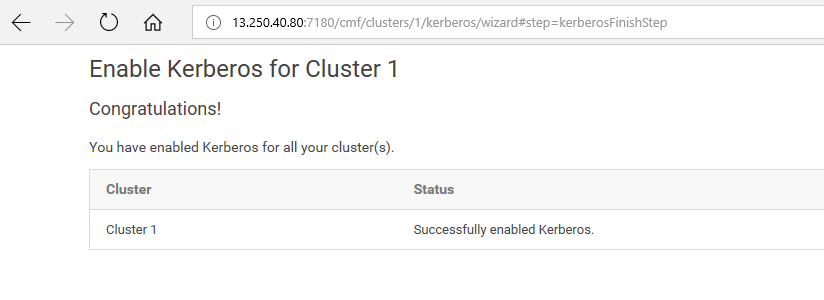 13.250.40.80:7180/cmf/clusters/1/kerberos/wizard#step=kerberosFinishStep
Enable Kerberos for Cluster 1
Congratulations!
You have enabled Kerberos for all your cluster(s).
Cluster Status
Cluster 1 Successfully enabled Kerberos.